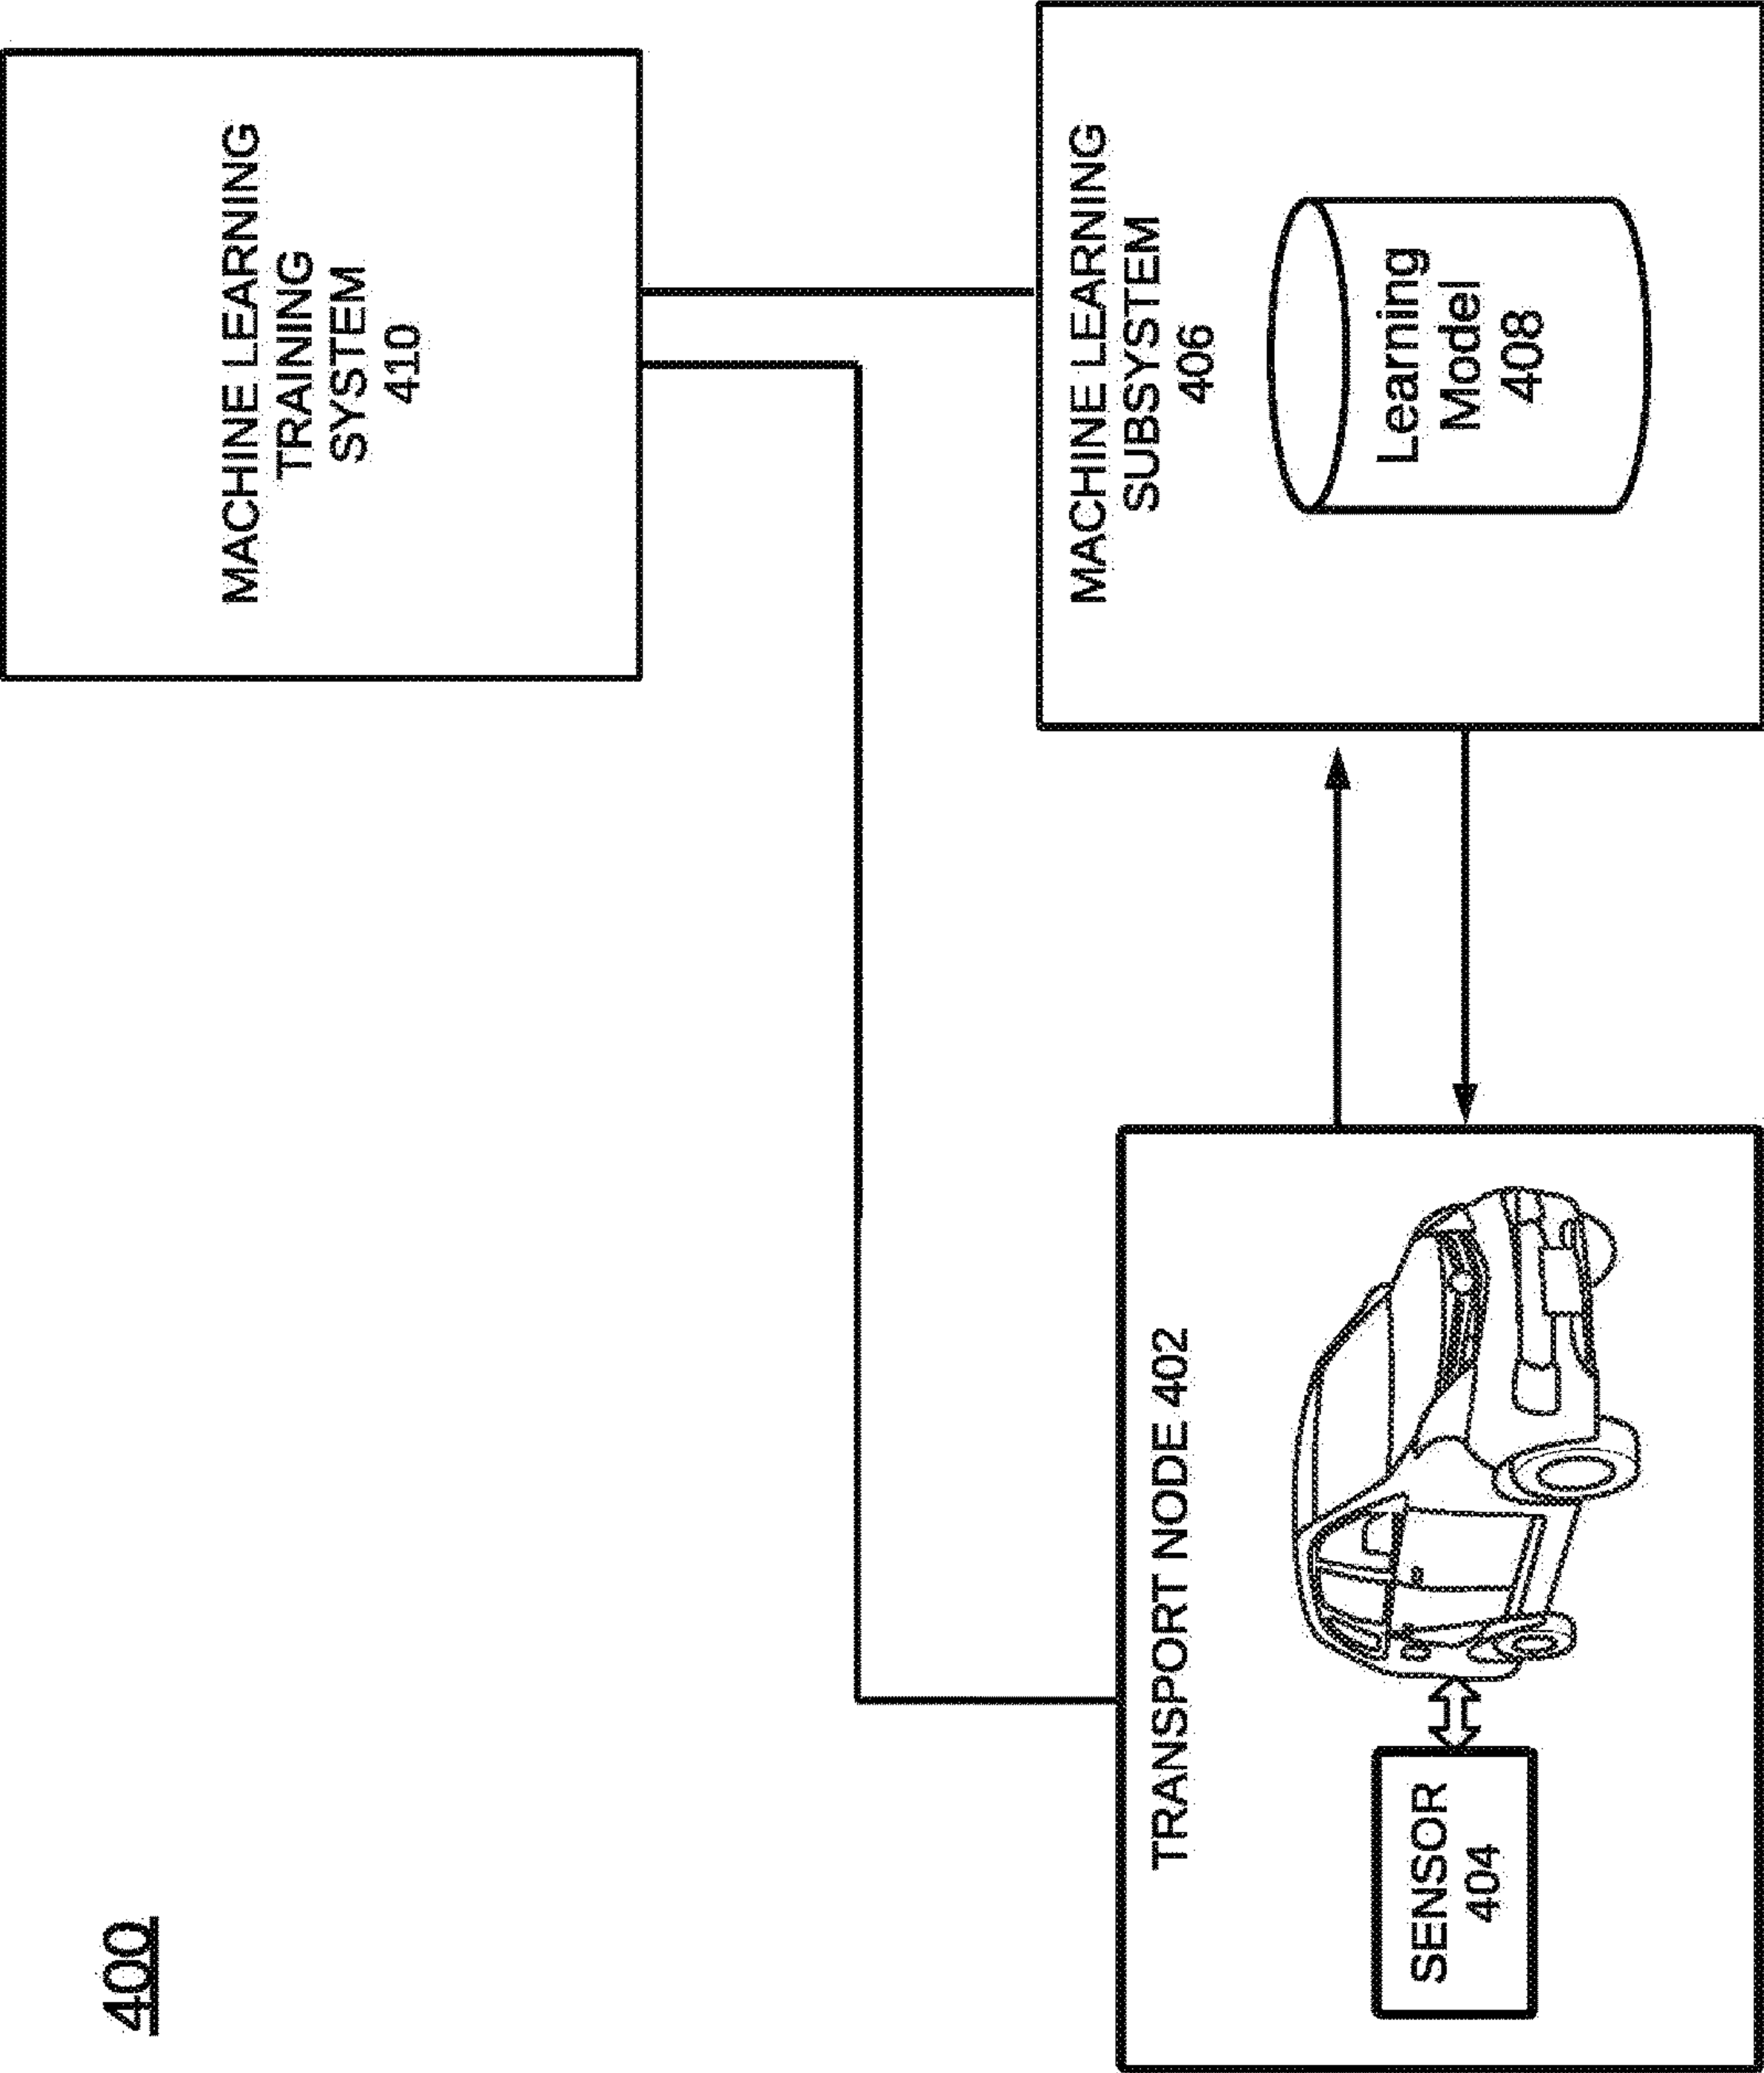 400
MACHINE LEARNING
TRAINING
SYSTEM
410
TRANSPORT NODE 402
SENSOR
404
MACHINE LEARNING
SUBSYSTEM
406
Learning
Model
408